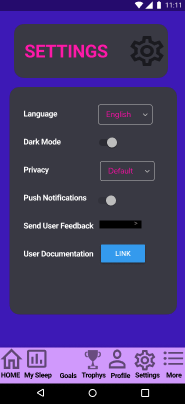 11:11
SETTINGS
Language English
Dark Mode
Privacy Default
Push Notifications
Send User Feedback >
User Documentation LINK
HOME My Sleep Goals Trophys Profile Settings More